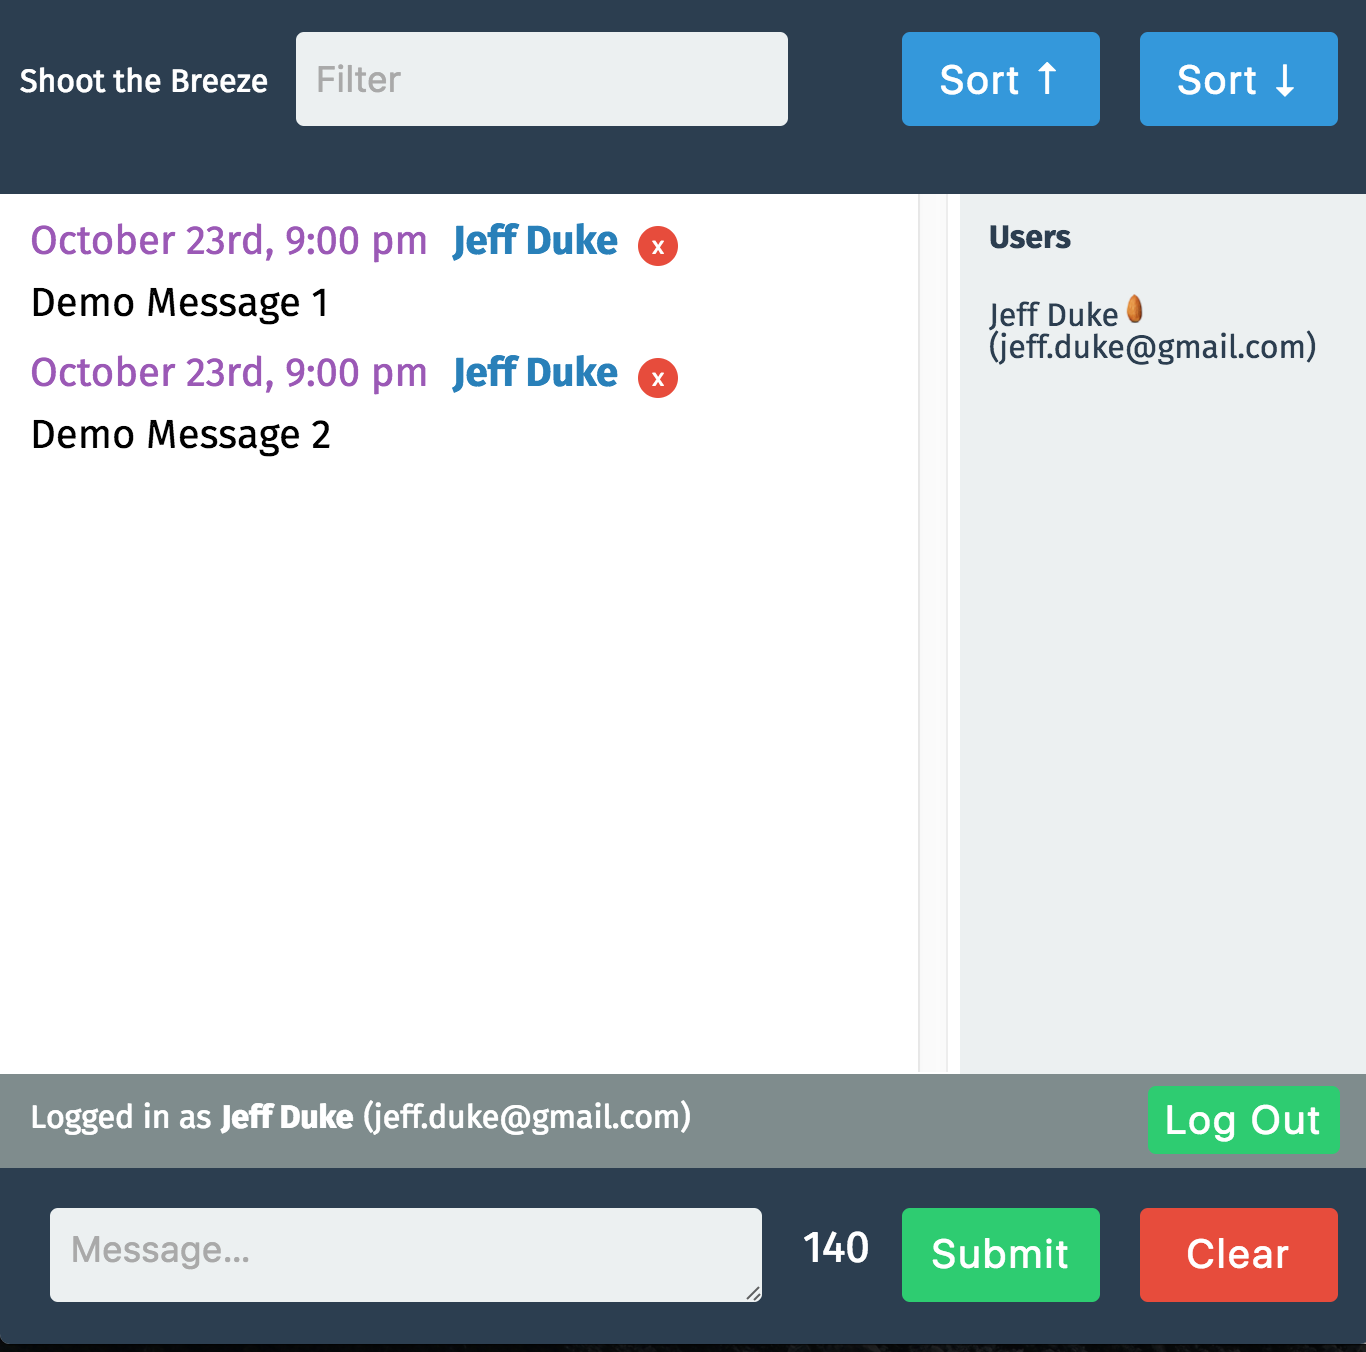 Shoot the Breeze Filter Sort ↑ Sort ↓
October 23rd, 9:00 pm Jeff Duke x
Demo Message 1
October 23rd, 9:00 pm Jeff Duke x
Demo Message 2
Users
Jeff Duke
(jeff.duke@gmail.com)
Logged in as Jeff Duke (jeff.duke@gmail.com) Log Out
Message... 140 Submit Clear